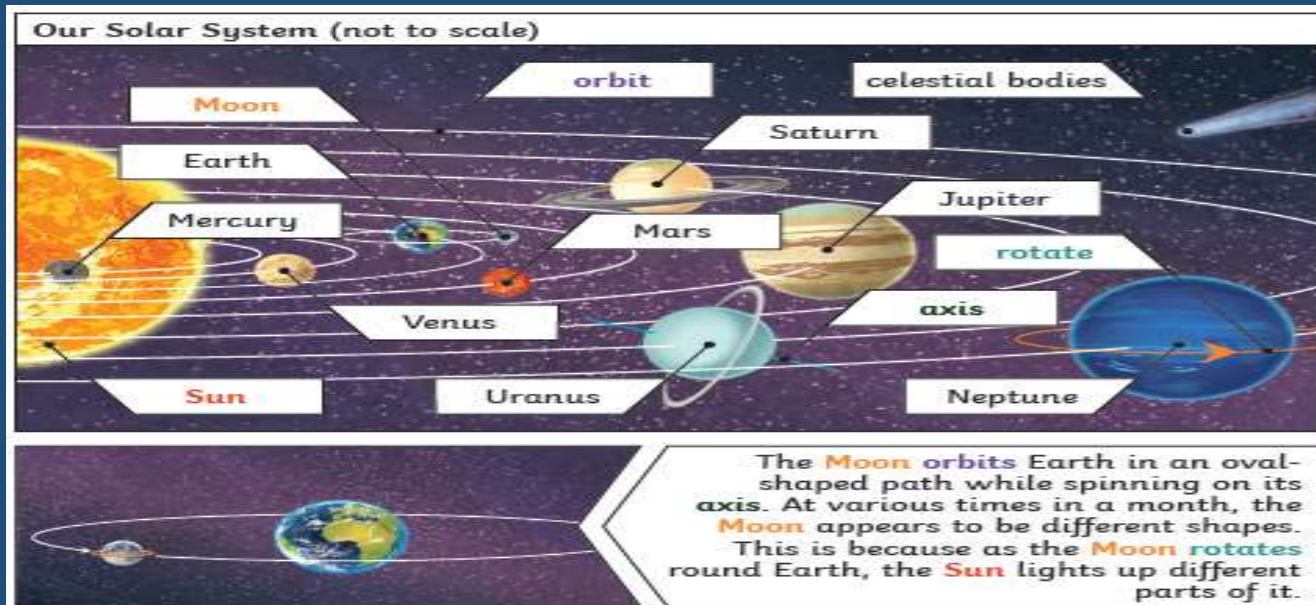 Our Solar System (not to scale)
orbit
celestial bodies
Moon
Saturn
Earth
Jupiter
Mercury
Mars
rotate
Venus
axis
Sun
Uranus
Neptune
The Moon orbits Earth in an oval-
shaped path while spinning on its
axis. At various times in a month, the
Moon appears to be different shapes.
This is because as the Moon rotates
round Earth, the Sun lights up different
parts of it.